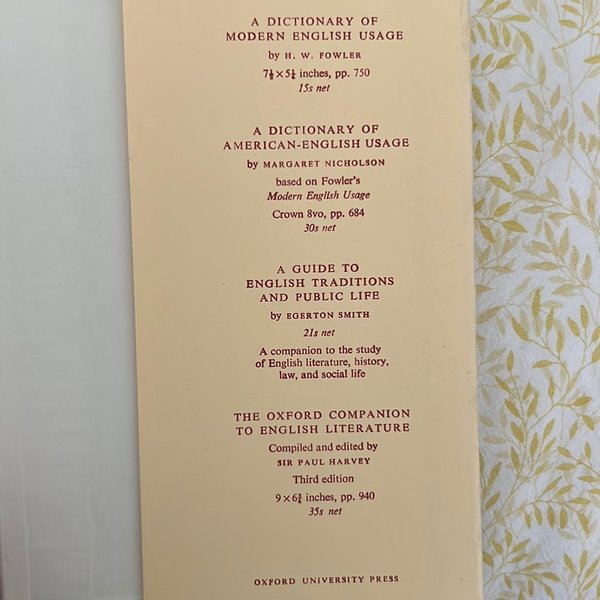 A DICTIONARY OF
MODERN ENGLISH USAGE
by H. W. FOWLER
7½ × 5¼ inches, pp. 750
15s net
A DICTIONARY OF
AMERICAN-ENGLISH USAGE
by MARGARET NICHOLSON
based on Fowler's
Modern English Usage
Crown 8vo, pp. 684
30s net
A GUIDE TO
ENGLISH TRADITIONS
AND PUBLIC LIFE
by EGERTON SMITH
21s net
A companion to the study
of English literature, history,
law, and social life
THE OXFORD COMPANION
TO ENGLISH LITERATURE
Compiled and edited by
SIR PAUL HARVEY
Third edition
9 × 6¾ inches, pp. 940
35s net
OXFORD UNIVERSITY PRESS